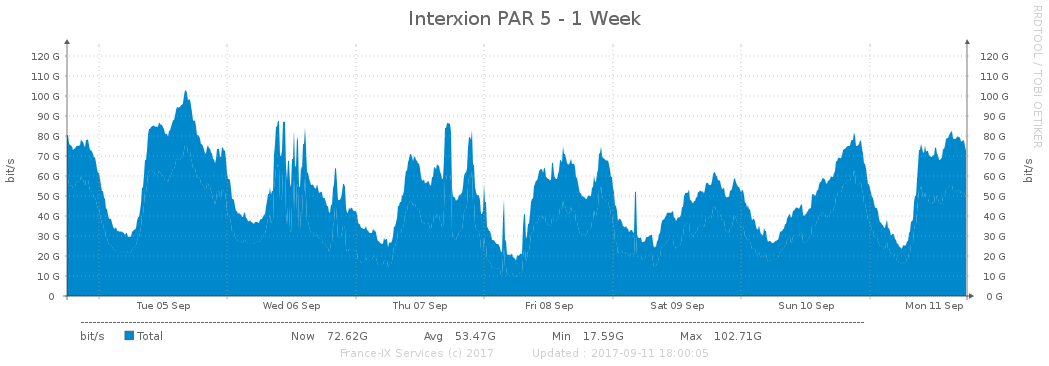 Interxion PAR 5 - 1 Week
RRDTOOL / TOBI OETIKER
bit/s
120 G 120 G
110 G 110 G
100 G 100 G
90 G 90 G
80 G 80 G
70 G 70 G
60 G 60 G
50 G 50 G
40 G 40 G
30 G 30 G
20 G 20 G
10 G 10 G
0 0 G
bit/s
Tue 05 Sep Wed 06 Sep Thu 07 Sep Fri 08 Sep Sat 09 Sep Sun 10 Sep Mon 11 Sep
bit/s Total Now 72.62G Avg 53.47G Min 17.59G Max 102.71G
France-IX Services (c) 2017 Updated : 2017-09-11 18:00:05